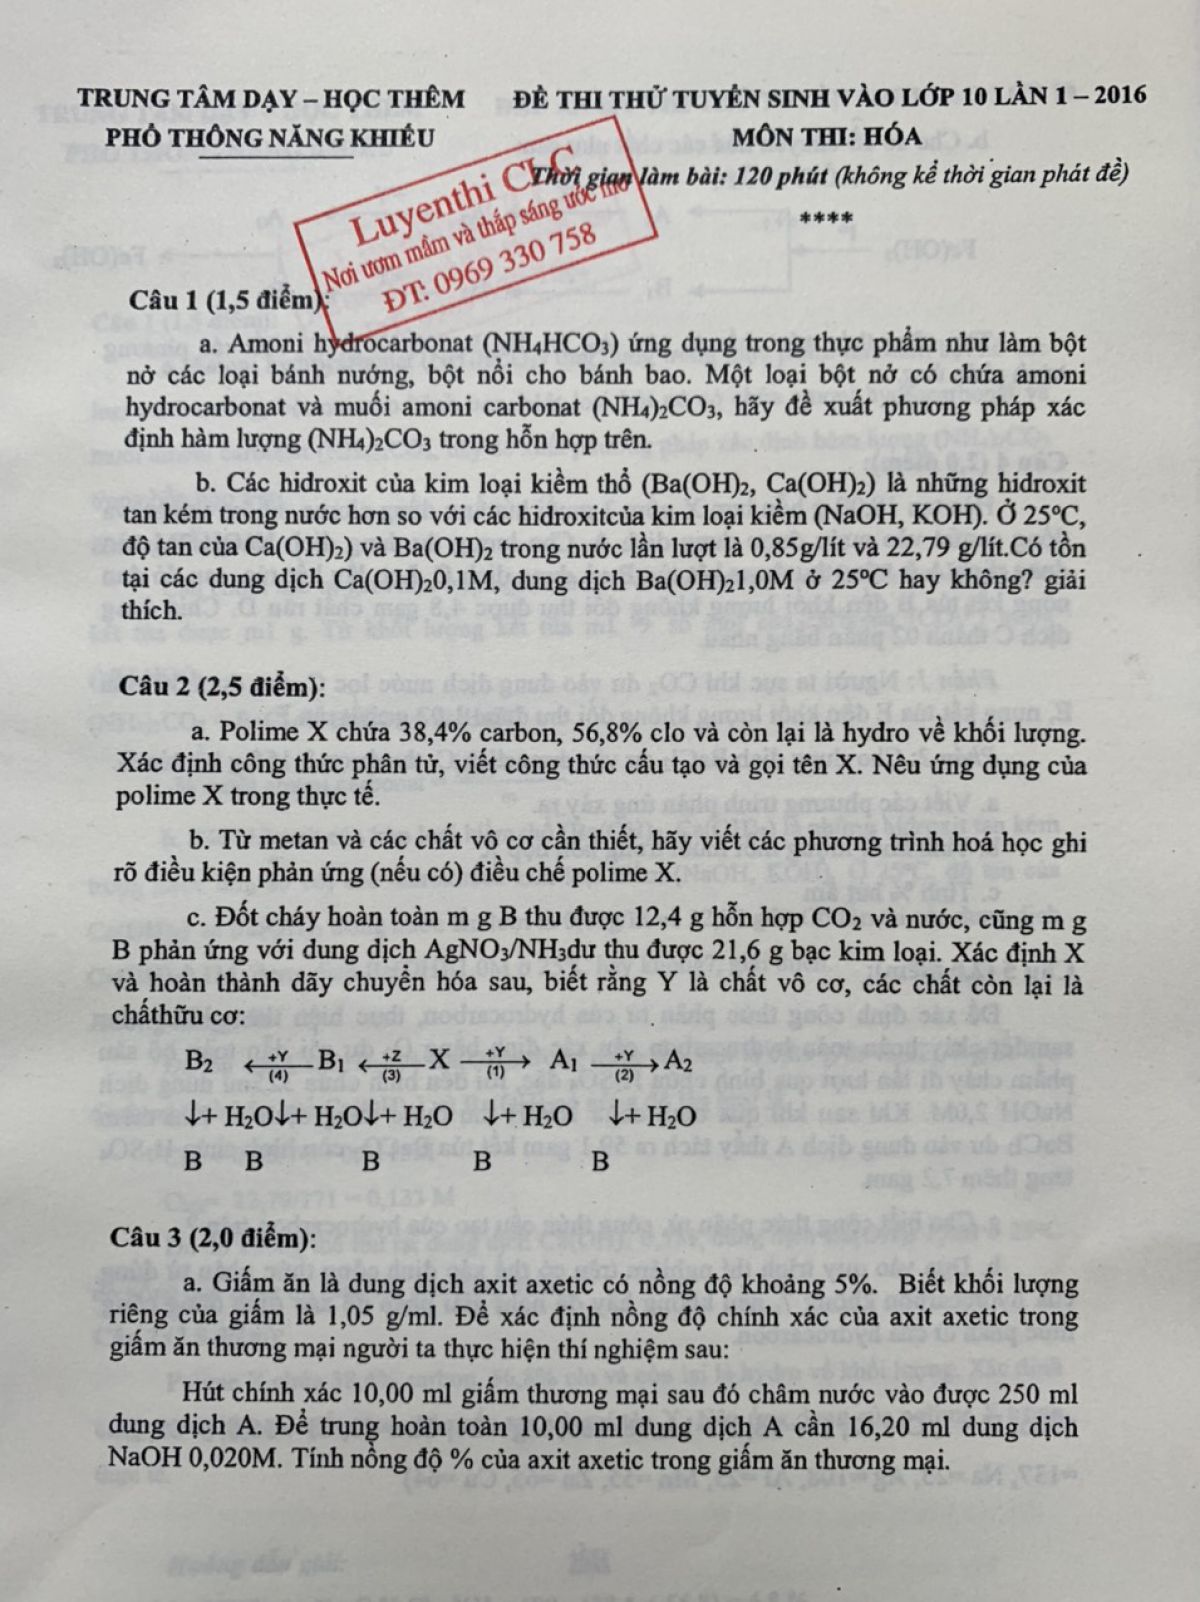 TRUNG TÂM DẠY – HỌC THÊM ĐỀ THI THỬ TUYỂN SINH VÀO LỚP 10 LẦN 1 – 2016
PHỔ THÔNG NĂNG KHIẾU MÔN THI: HÓA
Thời gian làm bài: 120 phút (không kể thời gian phát đề)
****
Luyenthi CLC
Nơi ươm mầm và thắp sáng ước mơ
ĐT: 0969 330 758
Câu 1 (1,5 điểm):
a. Amoni hydrocarbonat (NH₄HCO₃) ứng dụng trong thực phẩm như làm bột
nở các loại bánh nướng, bột nổi cho bánh bao. Một loại bột nở có chứa amoni
hydrocarbonat và muối amoni carbonat (NH₄)₂CO₃, hãy đề xuất phương pháp xác
định hàm lượng (NH₄)₂CO₃ trong hỗn hợp trên.
b. Các hidroxit của kim loại kiềm thổ (Ba(OH)₂, Ca(OH)₂) là những hidroxit
tan kém trong nước hơn so với các hidroxitcủa kim loại kiềm (NaOH, KOH). Ở 25ºC,
độ tan của Ca(OH)₂) và Ba(OH)₂ trong nước lần lượt là 0,85g/lít và 22,79 g/lít.Có tồn
tại các dung dịch Ca(OH)₂0,1M, dung dịch Ba(OH)₂1,0M ở 25ºC hay không? giải
thích.
Câu 2 (2,5 điểm):
a. Polime X chứa 38,4% carbon, 56,8% clo và còn lại là hydro về khối lượng.
Xác định công thức phân tử, viết công thức cấu tạo và gọi tên X. Nêu ứng dụng của
polime X trong thực tế.
b. Từ metan và các chất vô cơ cần thiết, hãy viết các phương trình hoá học ghi
rõ điều kiện phản ứng (nếu có) điều chế polime X.
c. Đốt cháy hoàn toàn m g B thu được 12,4 g hỗn hợp CO₂ và nước, cũng m g
B phản ứng với dung dịch AgNO₃/NH₃dư thu được 21,6 g bạc kim loại. Xác định X
và hoàn thành dãy chuyển hóa sau, biết rằng Y là chất vô cơ, các chất còn lại là
chấthữu cơ:
B₂ ←+Y (4) B₁ ←+Z (3) X +Y (1)→ A₁ +Y (2)→ A₂
↓+ H₂O↓+ H₂O↓+ H₂O ↓+ H₂O ↓+ H₂O
B B B B B
Câu 3 (2,0 điểm):
a. Giấm ăn là dung dịch axit axetic có nồng độ khoảng 5%. Biết khối lượng
riêng của giấm là 1,05 g/ml. Để xác định nồng độ chính xác của axit axetic trong
giấm ăn thương mại người ta thực hiện thí nghiệm sau:
Hút chính xác 10,00 ml giấm thương mại sau đó châm nước vào được 250 ml
dung dịch A. Để trung hoàn toàn 10,00 ml dung dịch A cần 16,20 ml dung dịch
NaOH 0,020M. Tính nồng độ % của axit axetic trong giấm ăn thương mại.